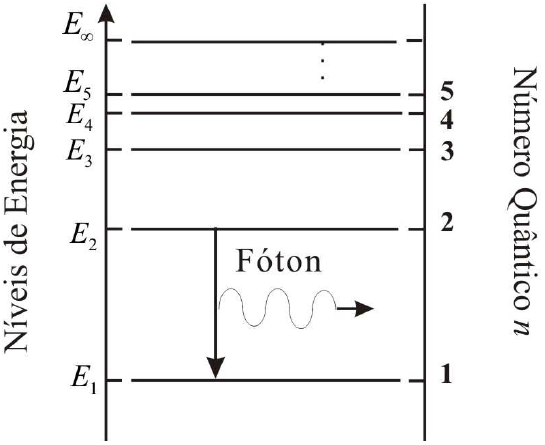 Níveis de Energia
E∞
E5
5
E4
4
E3
3
E2
2
Fóton
E1
1
Número Quântico n